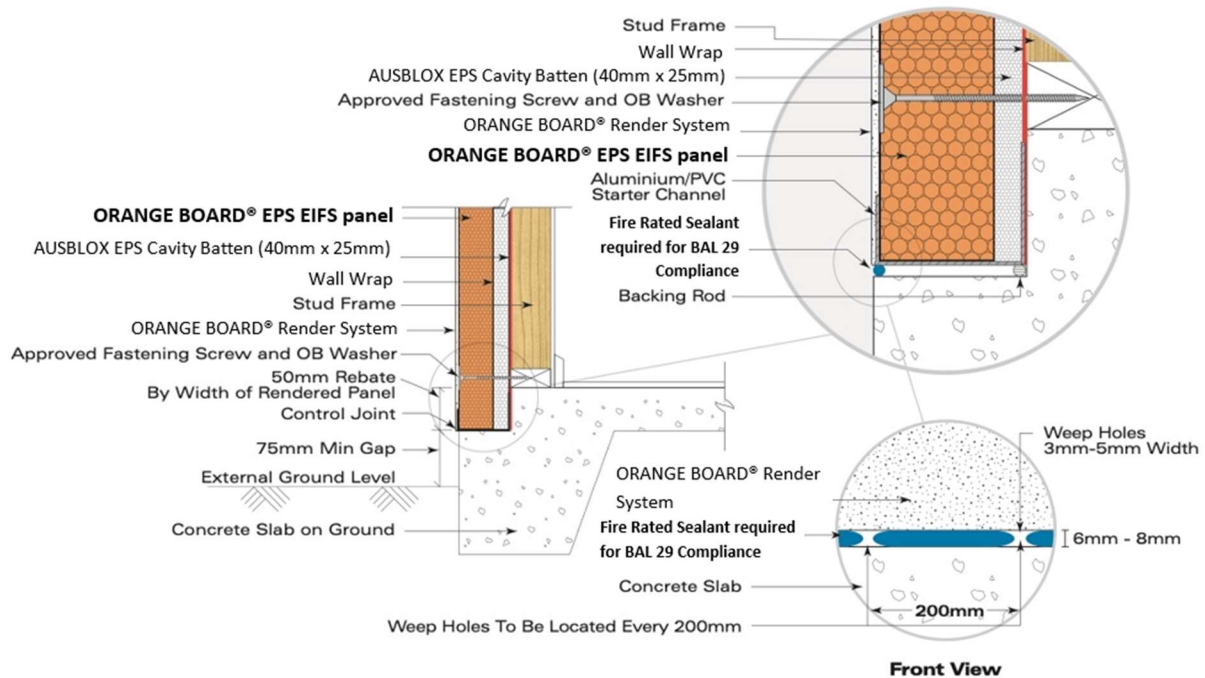 Stud Frame
Wall Wrap
AUSBLOX EPS Cavity Batten (40mm x 25mm)
Approved Fastening Screw and OB Washer
ORANGE BOARD® Render System
ORANGE BOARD® EPS EIFS panel
Aluminium/PVC
Starter Channel
Fire Rated Sealant
required for BAL 29
Compliance
Backing Rod
ORANGE BOARD® EPS EIFS panel
AUSBLOX EPS Cavity Batten (40mm x 25mm)
Wall Wrap
Stud Frame
ORANGE BOARD® Render System
Approved Fastening Screw and OB Washer
50mm Rebate
By Width of Rendered Panel
Control Joint
75mm Min Gap
External Ground Level
Concrete Slab on Ground
Weep Holes
3mm-5mm Width
ORANGE BOARD® Render
System
Fire Rated Sealant required
for BAL 29 Compliance
6mm - 8mm
Concrete Slab
200mm
Weep Holes To Be Located Every 200mm
Front View